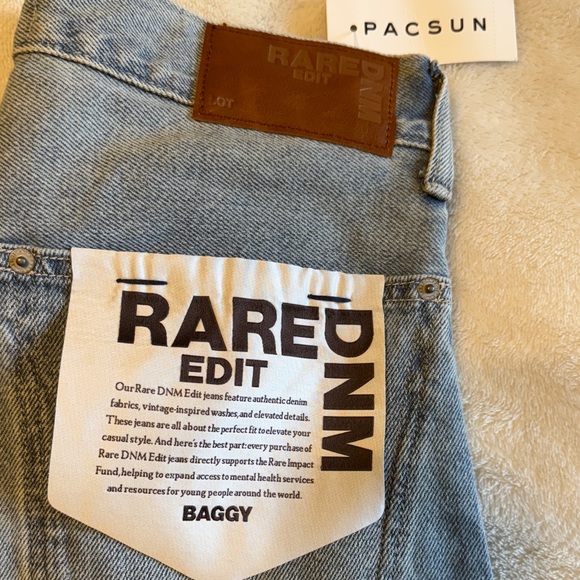 • PACSUN
RARE DNM
EDIT
LOT
RARE DNM
EDIT
Our Rare DNM Edit jeans feature authentic denim
fabrics, vintage-inspired washes, and elevated details.
These jeans are all about the perfect fit to elevate your
casual style. And here's the best part: every purchase of
Rare DNM Edit jeans directly supports the Rare Impact
Fund, helping to expand access to mental health services
and resources for young people around the world.
BAGGY